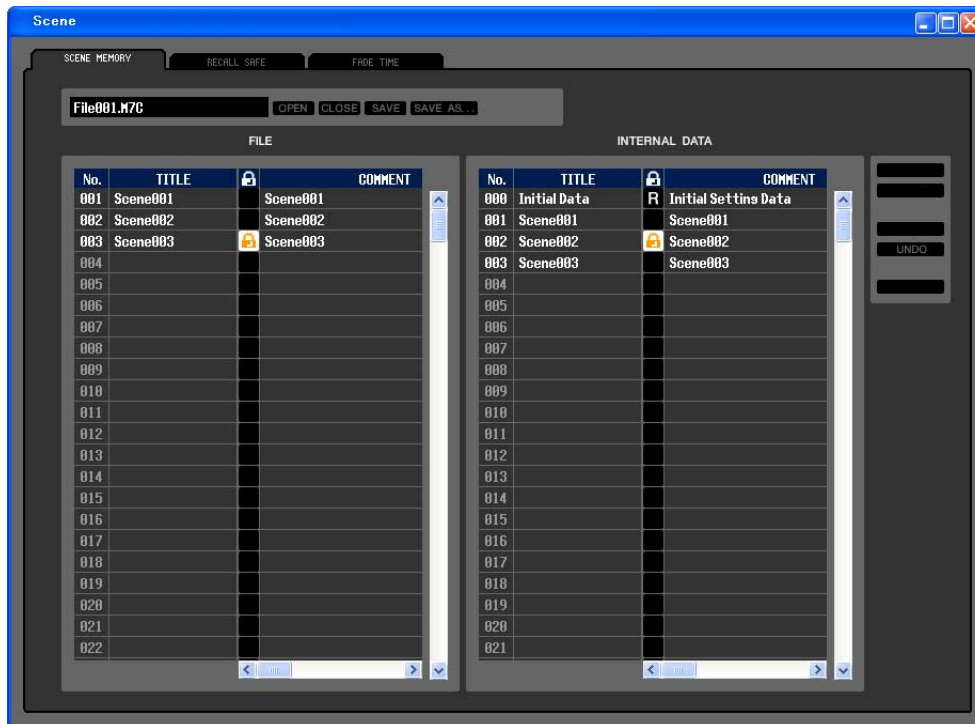 Scene
SCENE MEMORY RECALL SAFE FADE TIME
File001.M7C OPEN CLOSE SAVE SAVE AS...
FILE
No. TITLE COMMENT
001 Scene001 Scene001
002 Scene002 Scene002
003 Scene003 Scene003
004
005
006
007
008
009
010
011
012
013
014
015
016
017
018
019
020
021
022
INTERNAL DATA
No. TITLE COMMENT
000 Initial Data R Initial Setting Data
001 Scene001 Scene001
002 Scene002 Scene002
003 Scene003 Scene003
004
005
006
007
008
009
010
011
012
013
014
015
016
017
018
019
020
021
UNDO